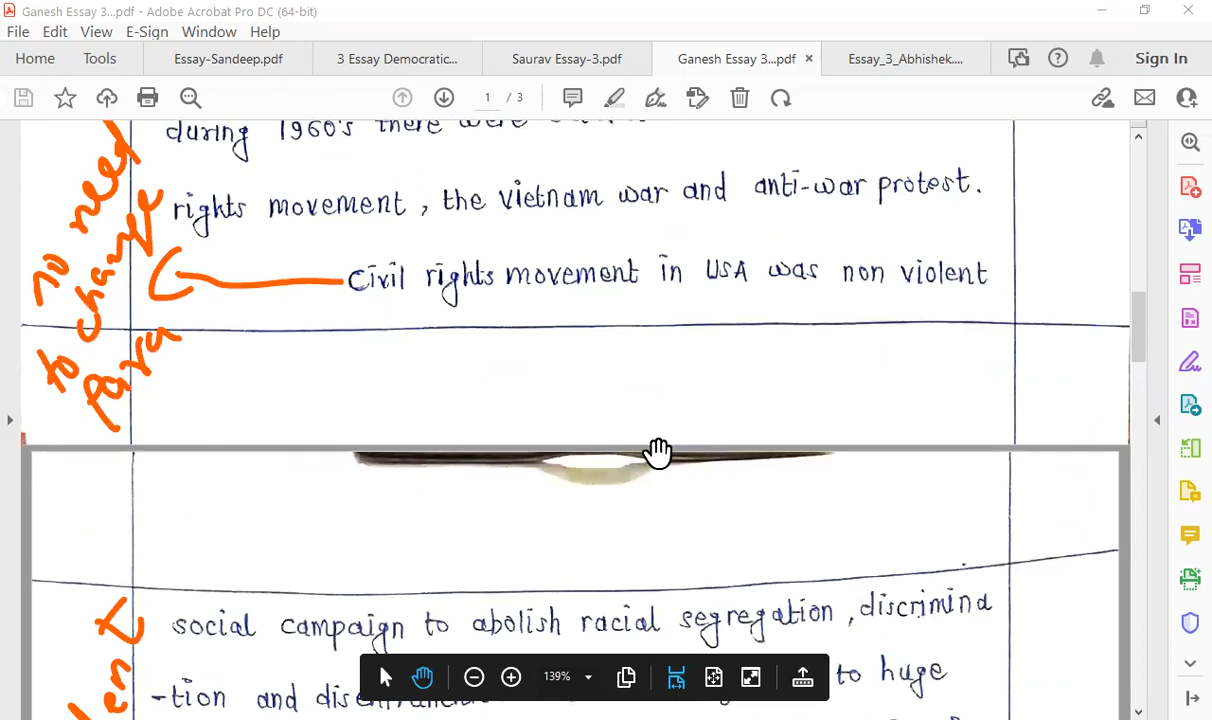 Ganesh Essay 3...pdf - Adobe Acrobat Pro DC (64-bit)
File Edit View E-Sign Window Help
Home Tools Essay-Sandeep.pdf 3 Essay Democratic... Saurav Essay-3.pdf Ganesh Essay 3...pdf × Essay_3_Abhishek.... Sign In
1 / 3
during 1960's there were
rights movement, the vietnam war and anti-war protest.
Civil rights movement in USA was non violent
no need
to change
Para
social campaign to abolish racial segregation, discrimina
-tion and
to huge
139%